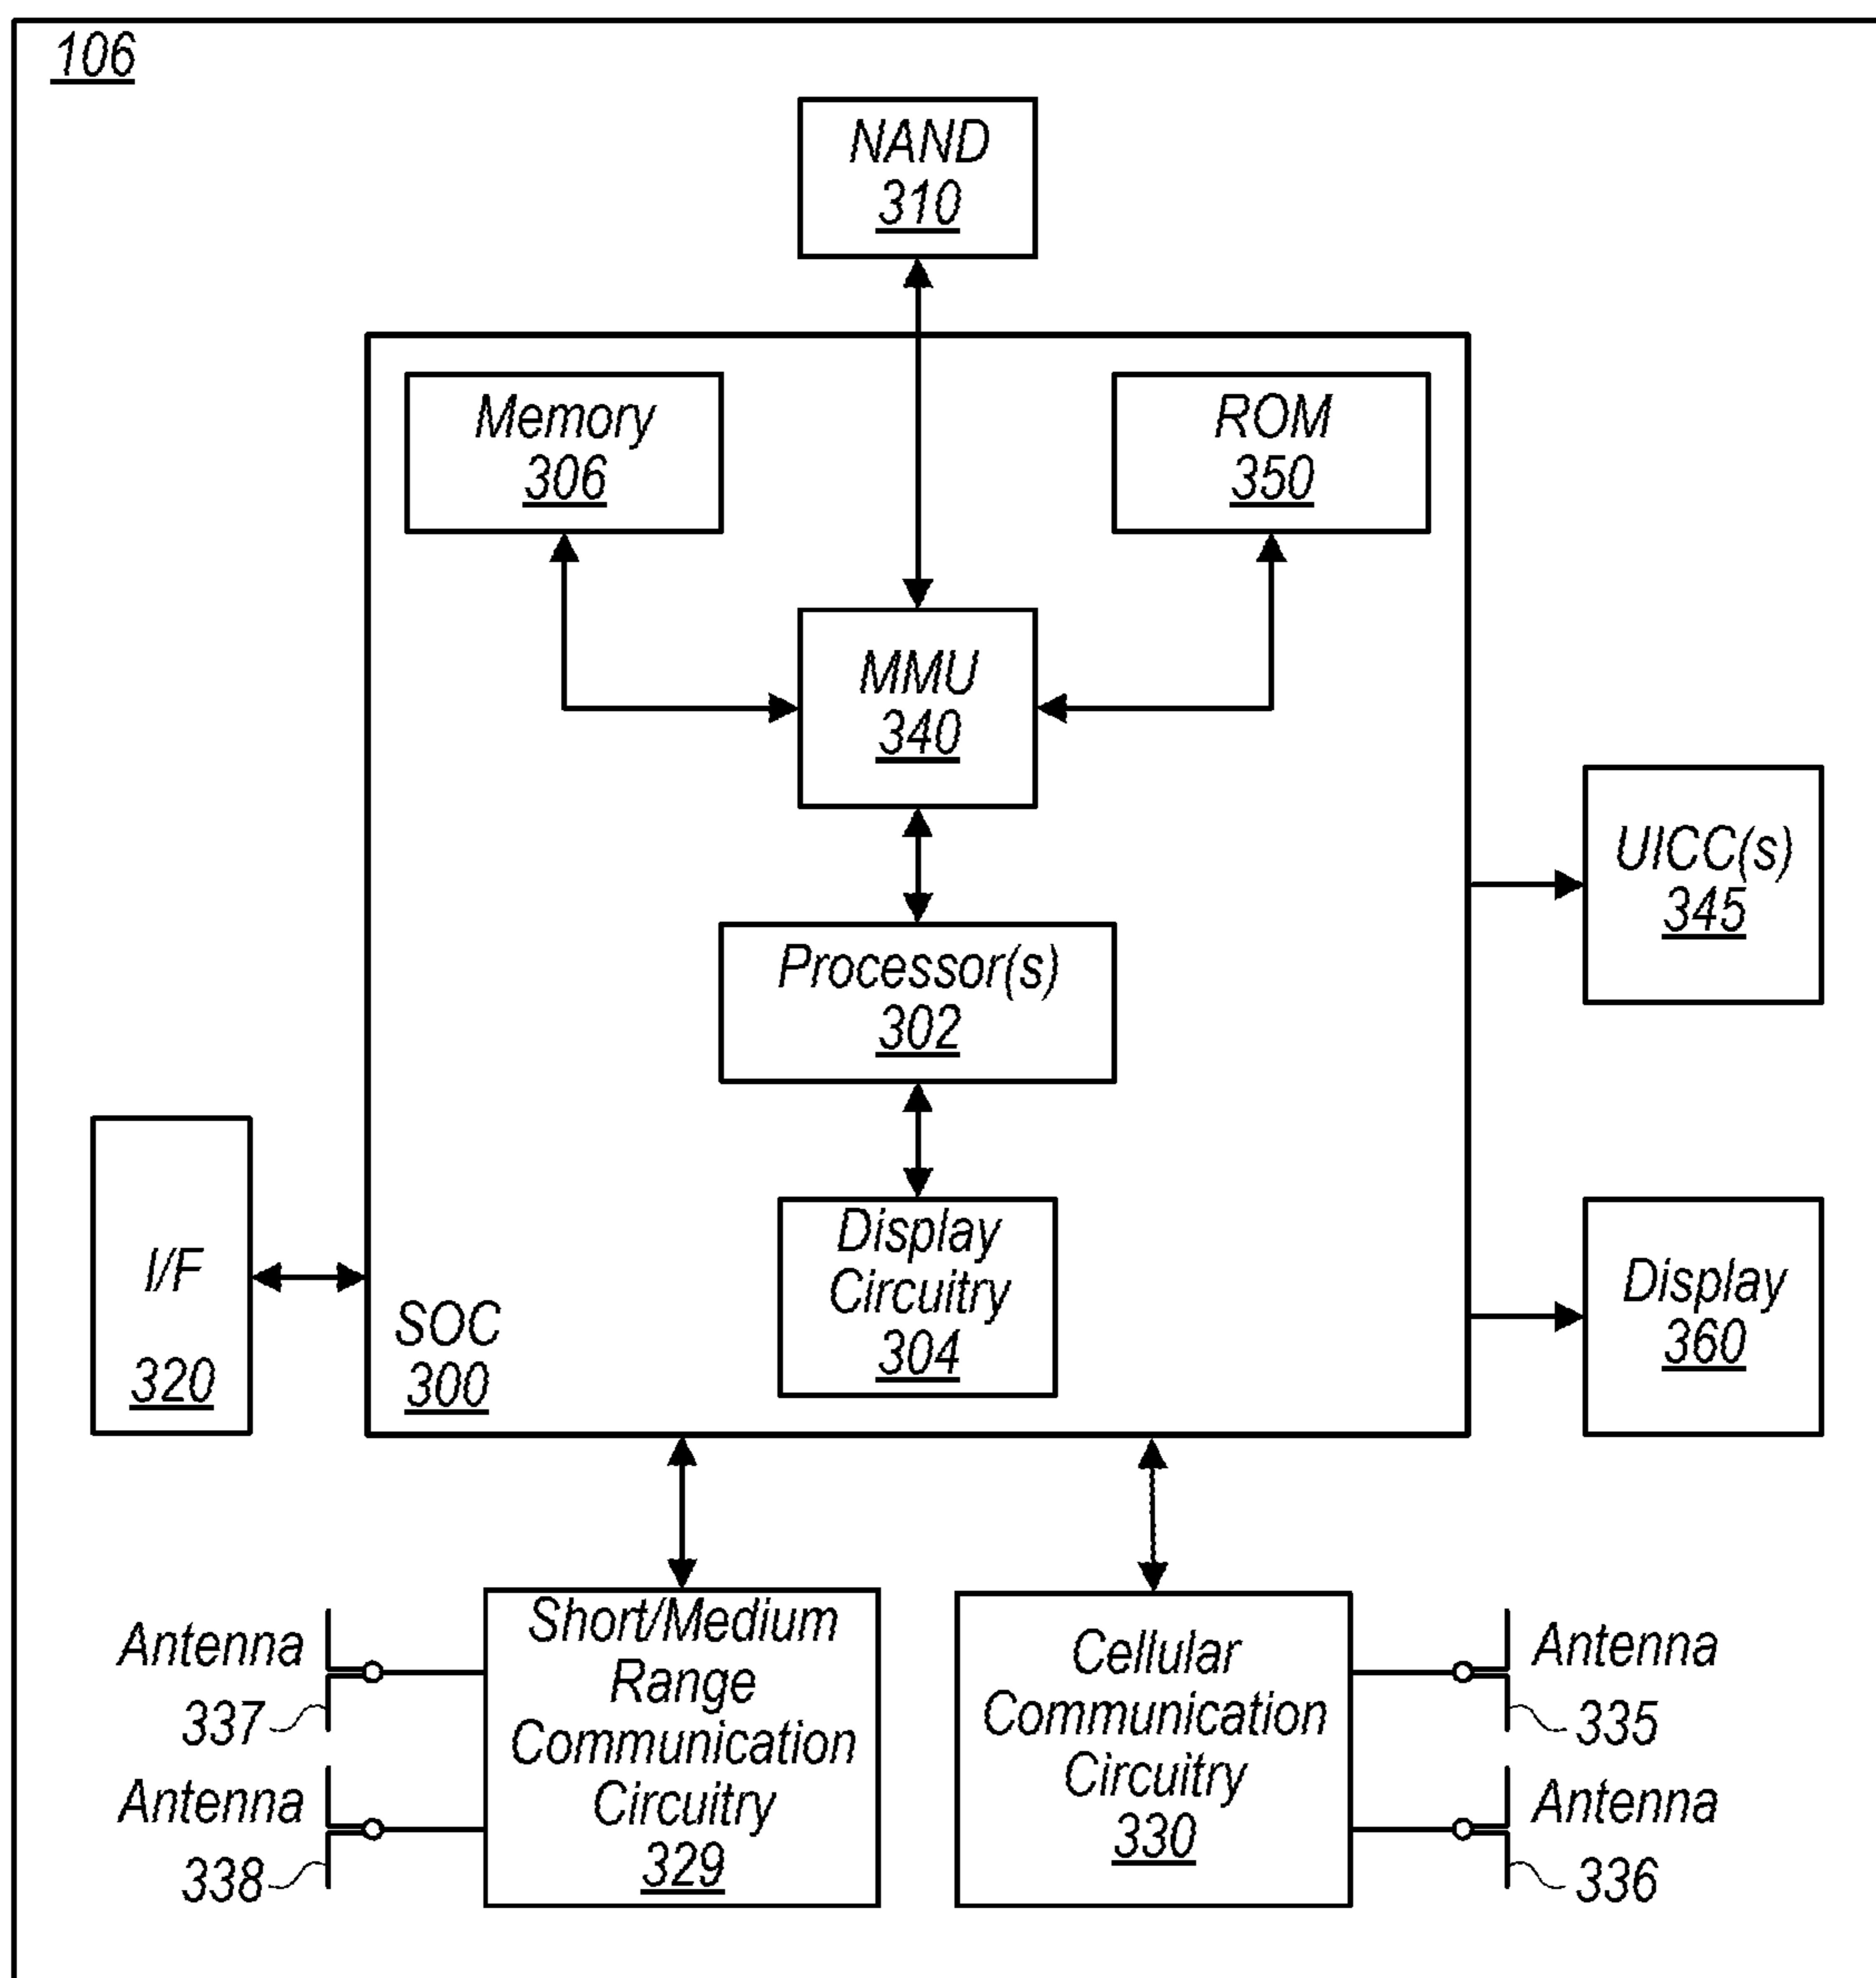 106
NAND
310
Memory
306
ROM
350
MMU
340
UICC(s)
345
Processor(s)
302
Display
Circuitry
304
I/F
320
SOC
300
Display
360
Short/Medium
Range
Communication
Circuitry
329
Cellular
Communication
Circuitry
330
Antenna
337
Antenna
338
Antenna
335
Antenna
336